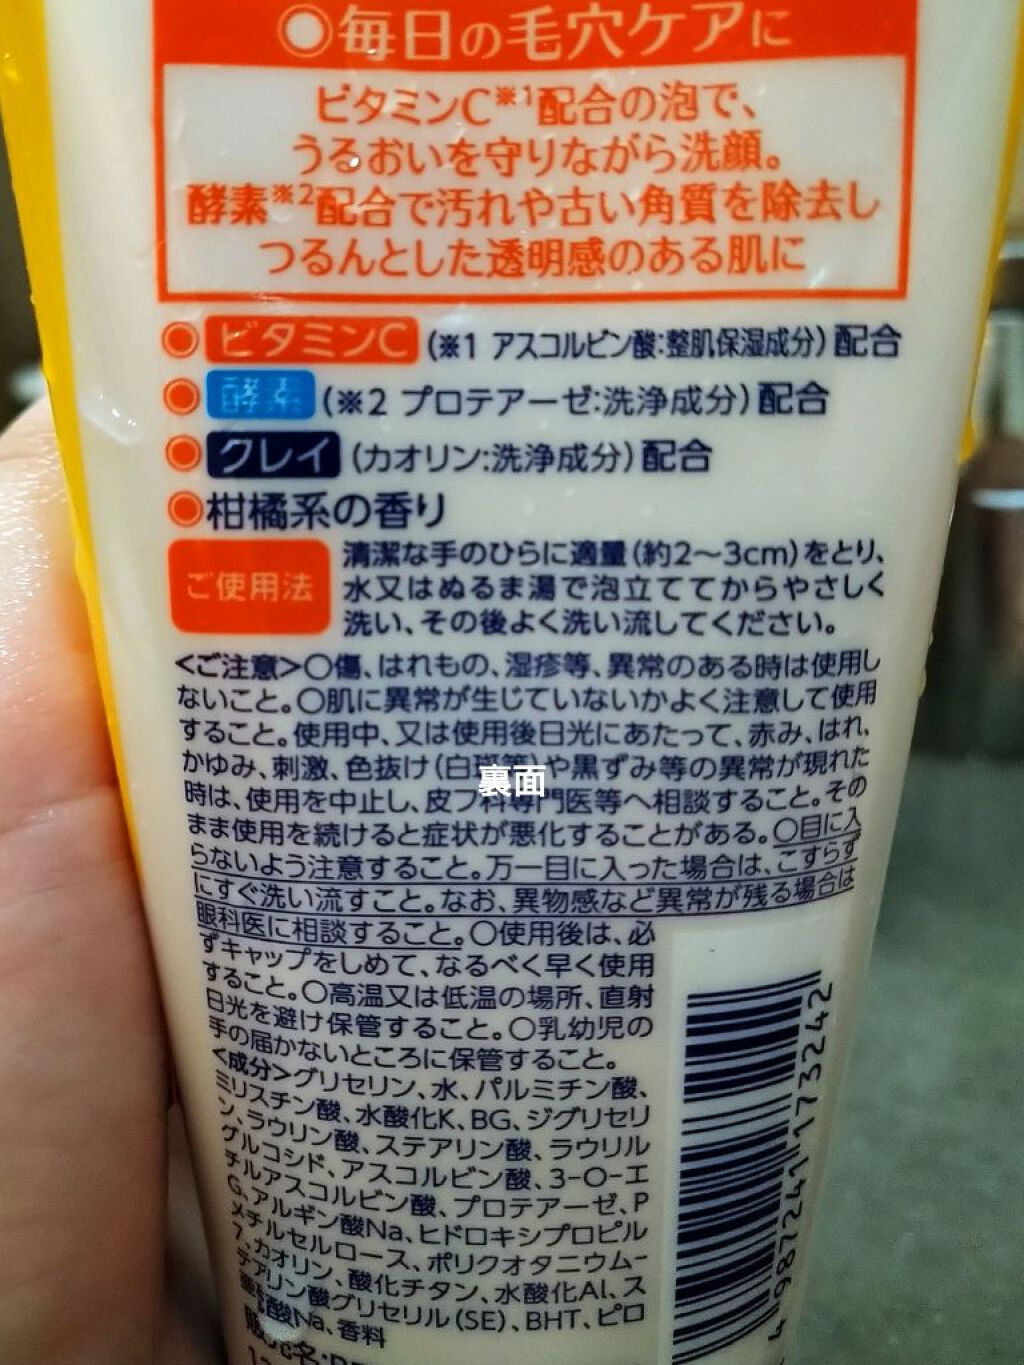 ◎毎日の毛穴ケアに
ビタミンC※1配合の泡で、
うるおいを守りながら洗顔。
酵素※2配合で汚れや古い角質を除去し
つるんとした透明感のある肌に
◉ビタミンC(※1 アスコルビン酸:整肌保湿成分)配合
◉酵素(※2 プロテアーゼ:洗浄成分)配合
◉クレイ(カオリン:洗浄成分)配合
◉柑橘系の香り
ご使用法
清潔な手のひらに適量(約2〜3cm)をとり、
水又はぬるま湯で泡立ててからやさしく
洗い、その後よく洗い流してください。
<ご注意>○傷、はれもの、湿疹等、異常のある時は使用し
ないこと。○肌に異常が生じていないかよく注意して使用
すること。使用中、又は使用後日光にあたって、赤み、はれ、
かゆみ、刺激、色抜け(白斑等)や黒ずみ等の異常が現れた
裏面
時は、使用を中止し、皮フ科専門医等へ相談すること。その
まま使用を続けると症状が悪化することがある。○目に入
らないよう注意すること。万一目に入った場合は、こすらず
にすぐ洗い流すこと。なお、異物感など異常が残る場合は
眼科医に相談すること。○使用後は、必
ずキャップをしめて、なるべく早く使用
すること。○高温又は低温の場所、直射
日光を避け保管すること。○乳幼児の
手の届かないところに保管すること。
<成分>グリセリン、水、パルミチン酸、
ミリスチン酸、水酸化K、BG、ジグリセリ
ン、ラウリン酸、ステアリン酸、ラウリル
グルコシド、アスコルビン酸、3-O-エ
チルアスコルビン酸、プロテアーゼ、P
G、アルギン酸Na、ヒドロキシプロピル
メチルセルロース、ポリクオタニウム-
7、カオリン、酸化チタン、水酸化Al、ス
テアリン酸グリセリル(SE)、BHT、ピロ
亜硫酸Na、香料
販売名:
4 987241 173242